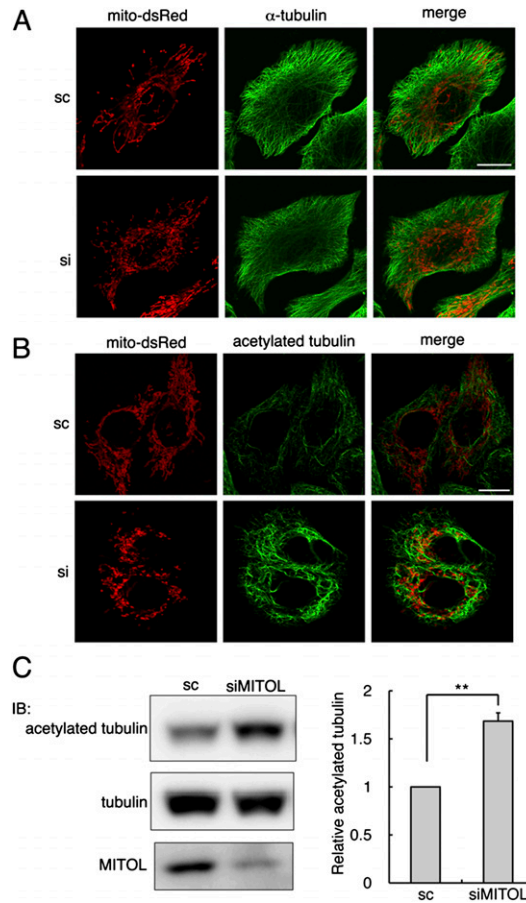 A
mito-dsRed α-tubulin merge
sc
si
B
mito-dsRed acetylated tubulin merge
sc
si
C
sc siMITOL
IB:
acetylated tubulin
tubulin
MITOL
Relative acetylated tubulin
2
1.5
1
0.5
0
**
sc siMITOL